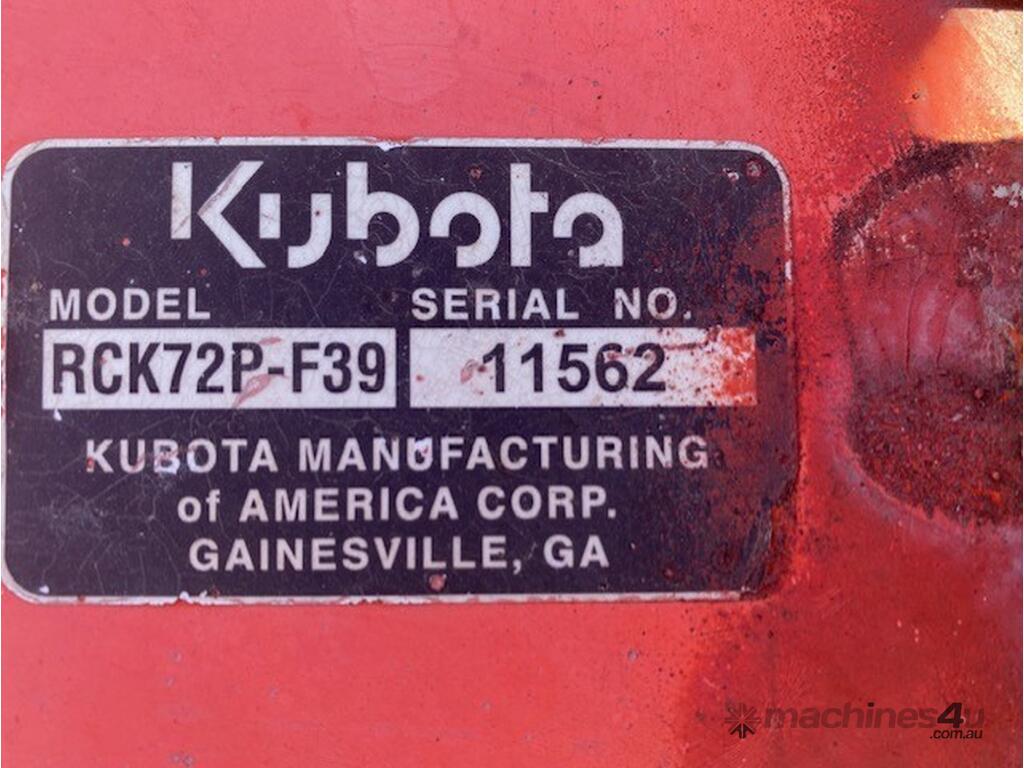 Kubota
MODEL SERIAL NO.
RCK72P-F39 11562
KUBOTA MANUFACTURING
of AMERICA CORP.
GAINESVILLE, GA
machines4u
.com.au